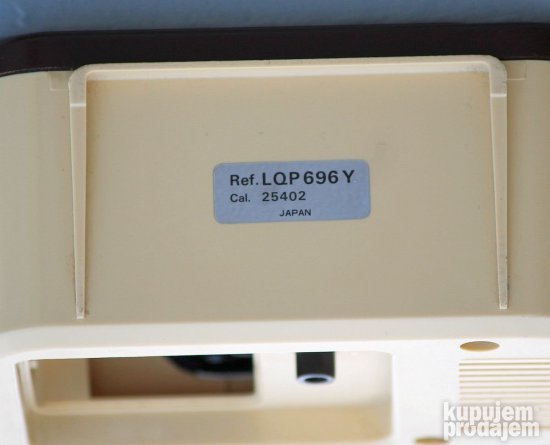 Ref. LQP696Y
Cal. 25402
JAPAN
kupujem
prodajem